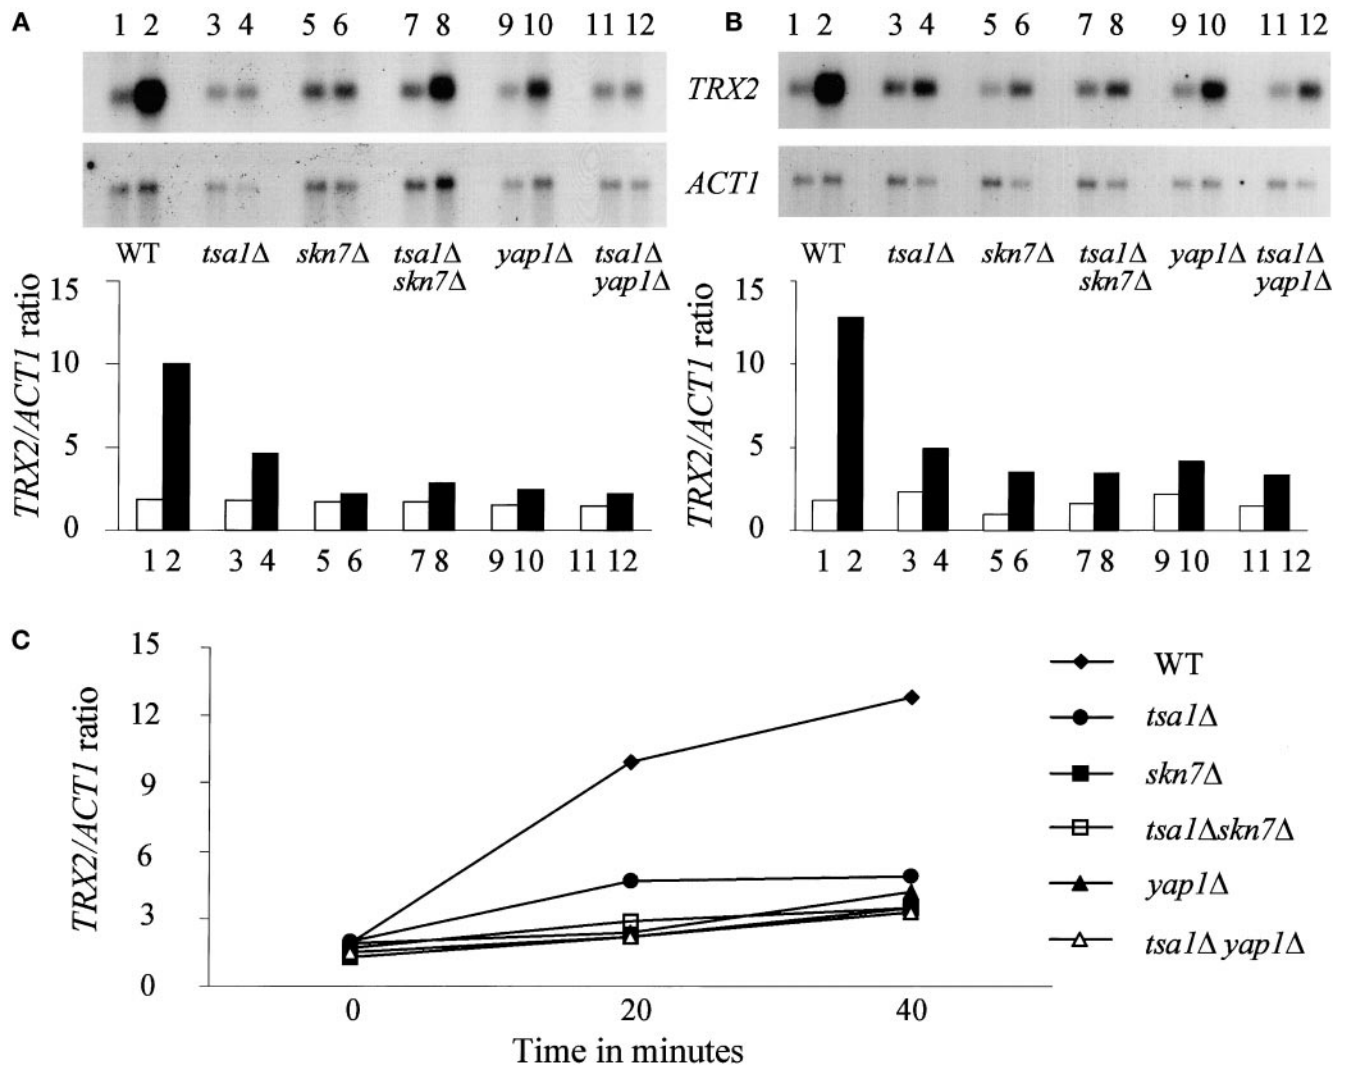 A
1 2 3 4 5 6 7 8 9 10 11 12
B
1 2 3 4 5 6 7 8 9 10 11 12
TRX2
ACT1
WT tsa1Δ skn7Δ tsa1Δ skn7Δ yap1Δ tsa1Δ yap1Δ
WT tsa1Δ skn7Δ tsa1Δ skn7Δ yap1Δ tsa1Δ yap1Δ
TRX2/ACT1 ratio
15
10
5
0
1 2 3 4 5 6 7 8 9 10 11 12
TRX2/ACT1 ratio
15
10
5
0
1 2 3 4 5 6 7 8 9 10 11 12
C
TRX2/ACT1 ratio
15
12
9
6
3
0
0 20 40
Time in minutes
WT
tsa1Δ
skn7Δ
tsa1Δskn7Δ
yap1Δ
tsa1Δ yap1Δ